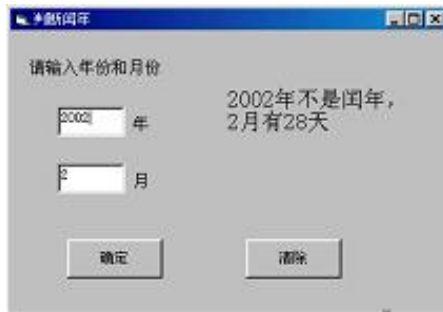 判断闰年
请输入年份和月份
2002年不是闰年，
2月有28天
2002 年
2 月
确定 清除